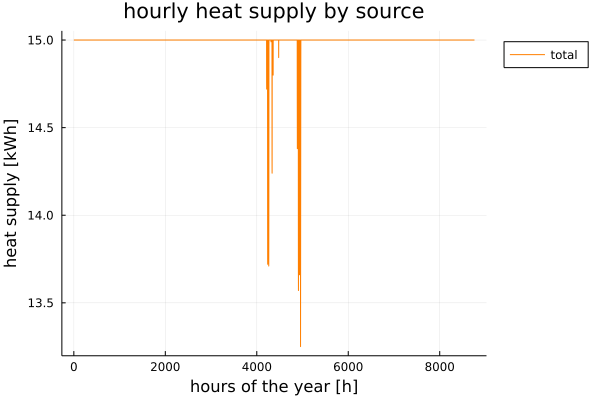 hourly heat supply by source
total
heat supply [kWh]
15.0
14.5
14.0
13.5
0 2000 4000 6000 8000
hours of the year [h]